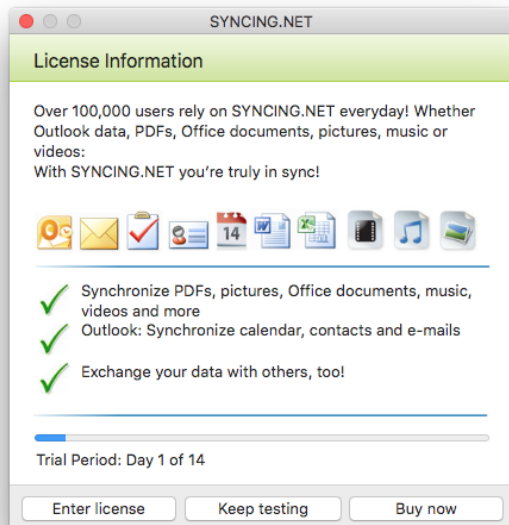 SYNCING.NET
License Information
Over 100,000 users rely on SYNCING.NET everyday! Whether
Outlook data, PDFs, Office documents, pictures, music or
videos:
With SYNCING.NET you're truly in sync!
14
Synchronize PDFs, pictures, Office documents, music,
videos and more
Outlook: Synchronize calendar, contacts and e-mails
Exchange your data with others, too!
Trial Period: Day 1 of 14
Enter license
Keep testing
Buy now